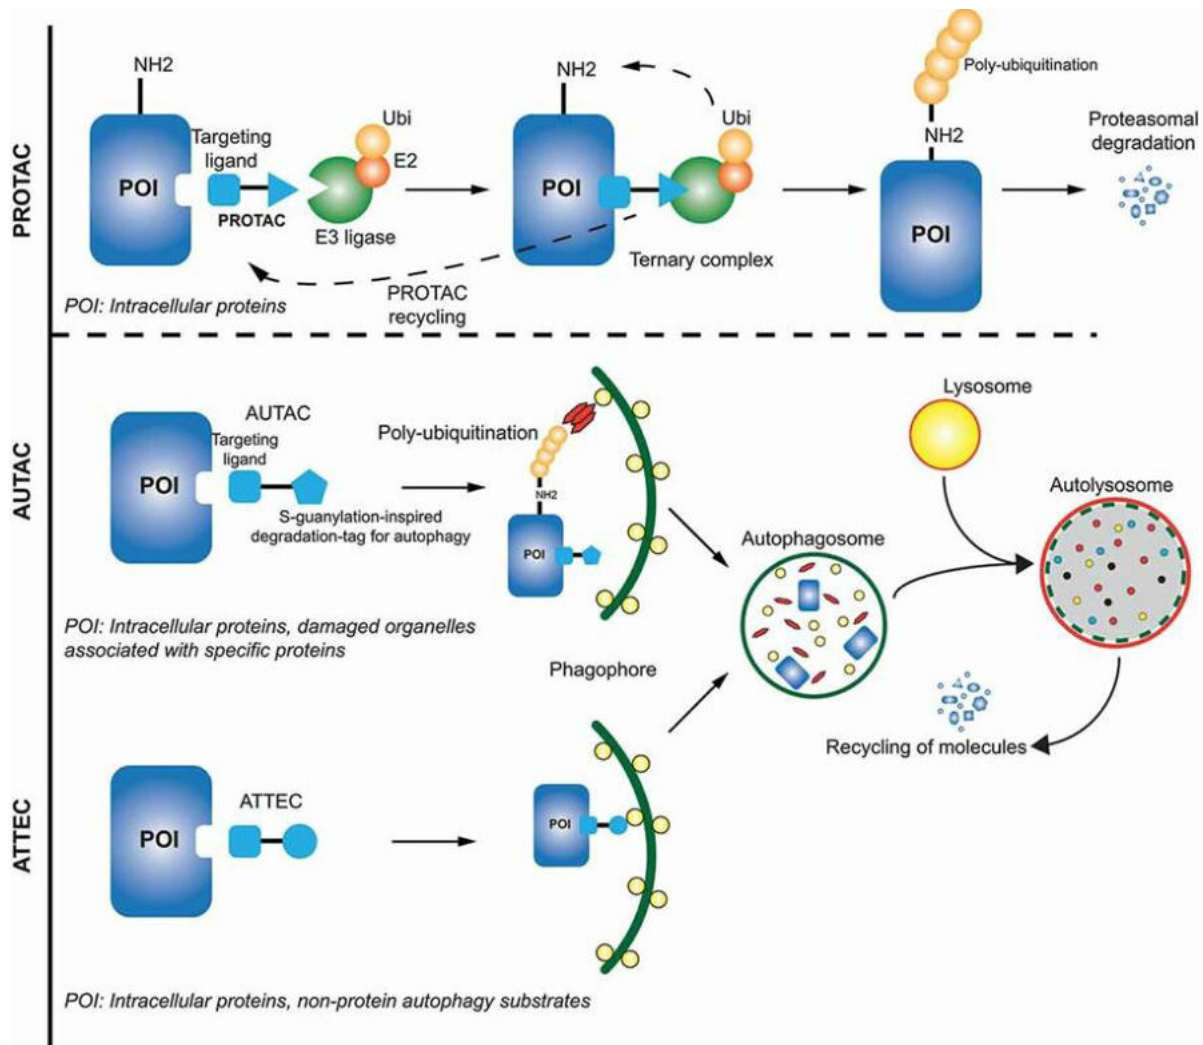 PROTAC
NH2
POI
Targeting
ligand
PROTAC
Ubi
E2
E3 ligase
POI: Intracellular proteins
NH2
POI
Ubi
Ternary complex
PROTAC
recycling
Poly-ubiquitination
NH2
POI
Proteasomal
degradation
AUTAC
POI
AUTAC
Targeting
ligand
S-guanylation-inspired
degradation-tag for autophagy
POI: Intracellular proteins, damaged organelles
associated with specific proteins
Poly-ubiquitination
NH2
POI
Phagophore
Autophagosome
Lysosome
Autolysosome
Recycling of molecules
ATTEC
POI
ATTEC
POI
POI: Intracellular proteins, non-protein autophagy substrates